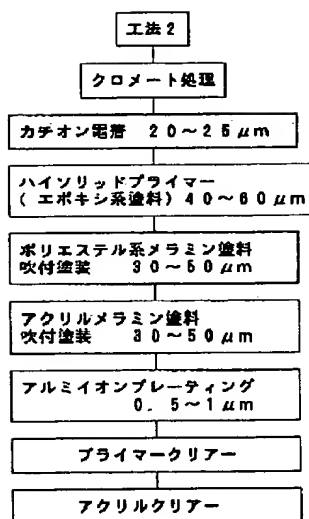 工法2
クロメート処理
カチオン電着 20~25μm
ハイソリッドプライマー
(エポキシ系塗料)40~60μm
ポリエステル系メラミン塗料
吹付塗装 30~50μm
アクリルメラミン塗料
吹付塗装 30~50μm
アルミイオンプレーティング
0.5~1μm
プライマークリアー
アクリルクリアー